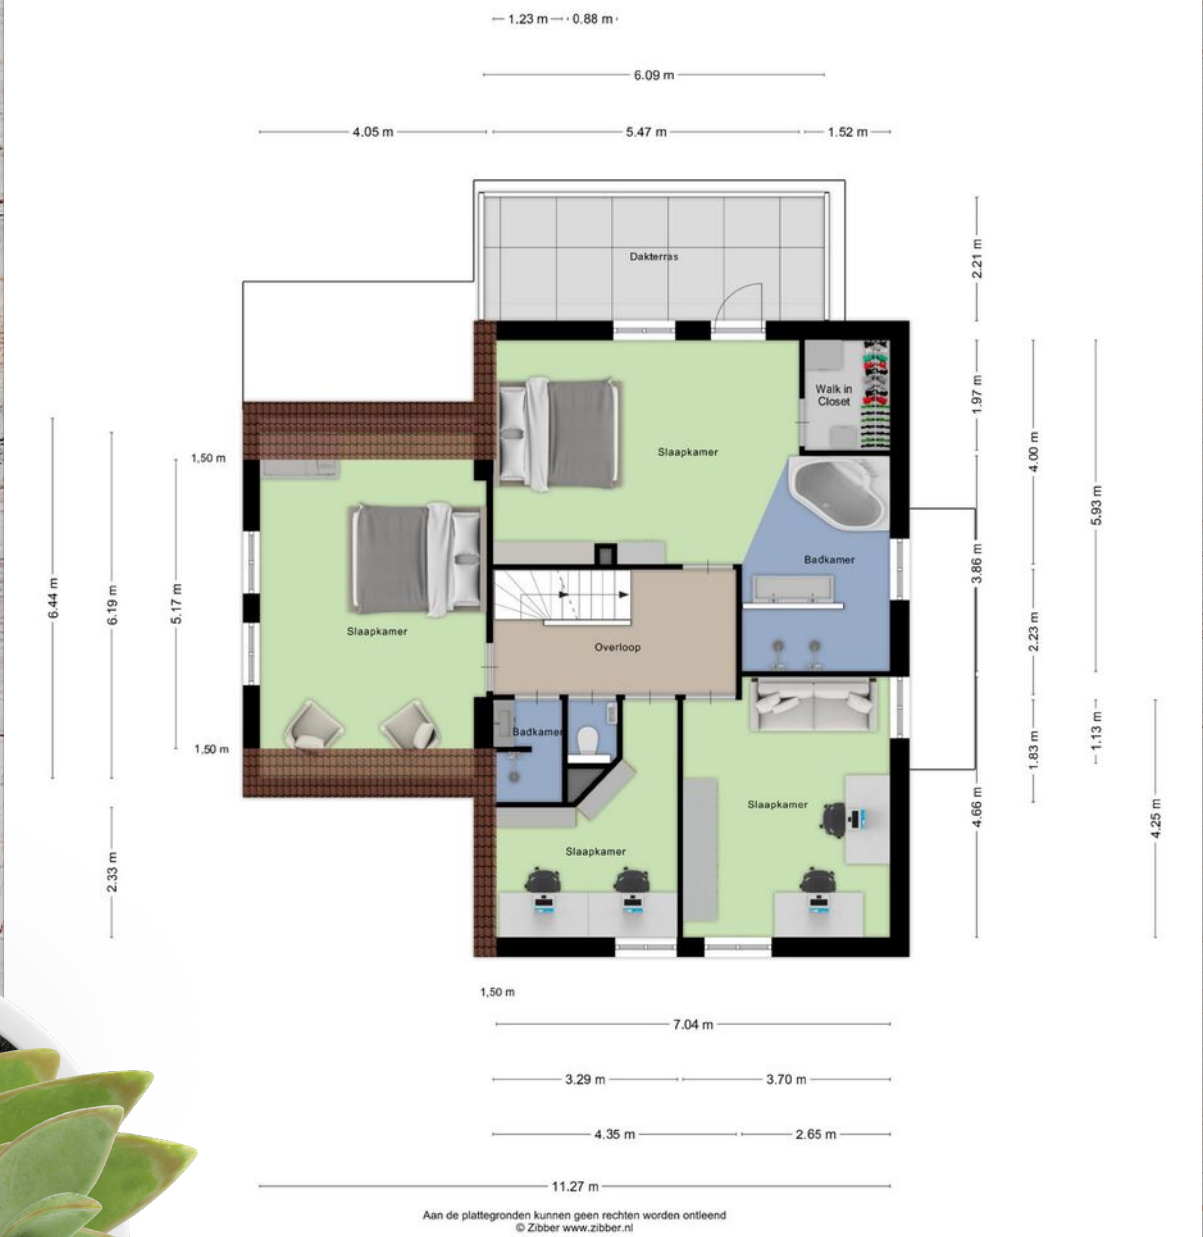 1.23 m
0.88 m
6.09 m
4.05 m
5.47 m
1.52 m
Dakterras
2.21 m
1.97 m
4.00 m
5.93 m
Walk in
Closet
Slaapkamer
1,50 m
Badkamer
3.86 m
6.44 m
6.19 m
5.17 m
Slaapkamer
Overloop
2.23 m
Badkamer
1,50 m
1.83 m
1.13 m
Slaapkamer
4.66 m
4.25 m
2.33 m
Slaapkamer
1,50 m
7.04 m
3.29 m
3.70 m
4.35 m
2.65 m
11.27 m
Aan de plattegronden kunnen geen rechten worden ontleend
© Zibber www.zibber.nl